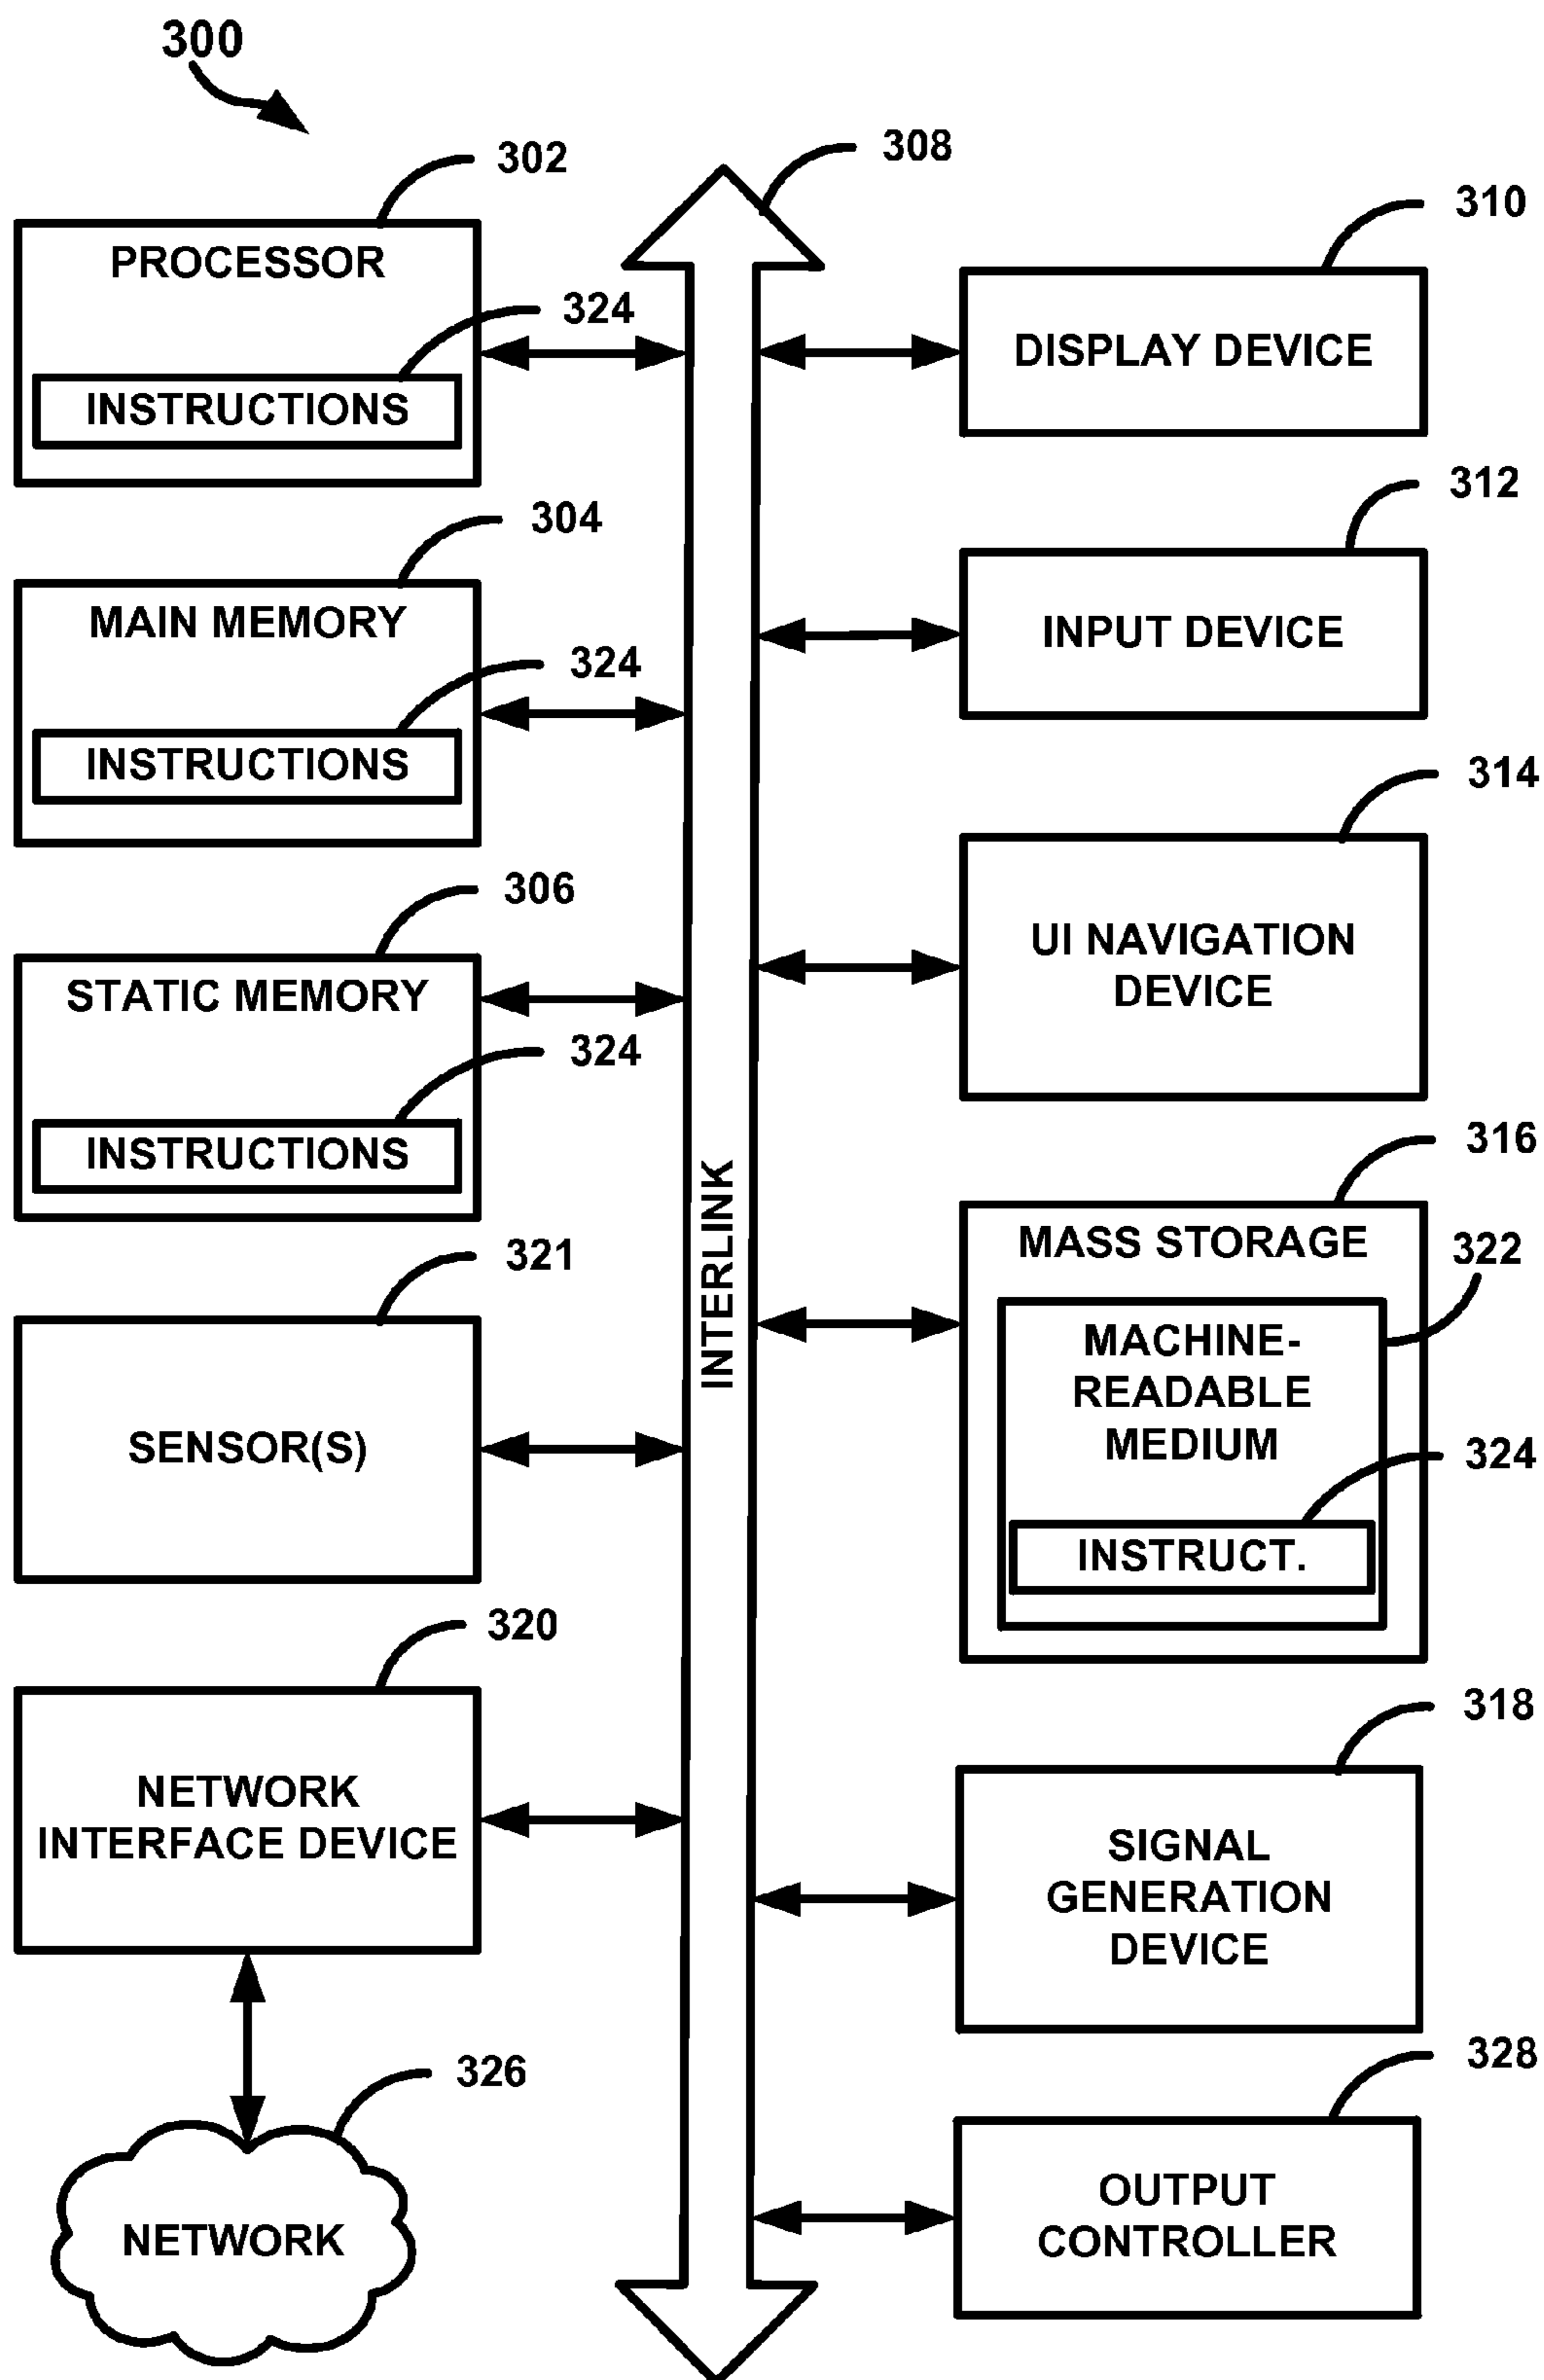 300
302
PROCESSOR
324
INSTRUCTIONS
304
MAIN MEMORY
324
INSTRUCTIONS
306
STATIC MEMORY
324
INSTRUCTIONS
321
SENSOR(S)
320
NETWORK
INTERFACE DEVICE
326
NETWORK
308
INTERLINK
310
DISPLAY DEVICE
312
INPUT DEVICE
314
UI NAVIGATION
DEVICE
316
MASS STORAGE
322
MACHINE-
READABLE
MEDIUM
324
INSTRUCT.
318
SIGNAL
GENERATION
DEVICE
328
OUTPUT
CONTROLLER